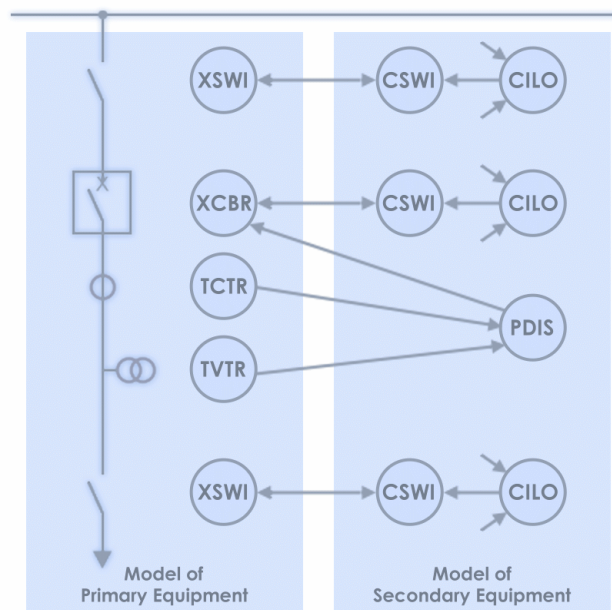 XSWI CSWI CILO
XCBR CSWI CILO
TCTR
PDIS
TVTR
XSWI CSWI CILO
Model of
Primary Equipment
Model of
Secondary Equipment